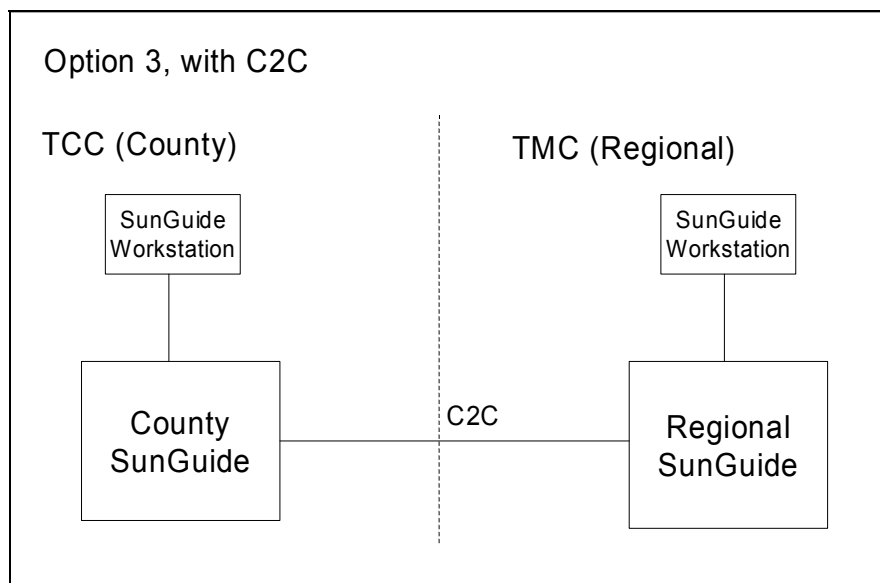 Option 3, with C2C
TCC (County)
TMC (Regional)
SunGuide
Workstation
SunGuide
Workstation
County
SunGuide
C2C
Regional
SunGuide